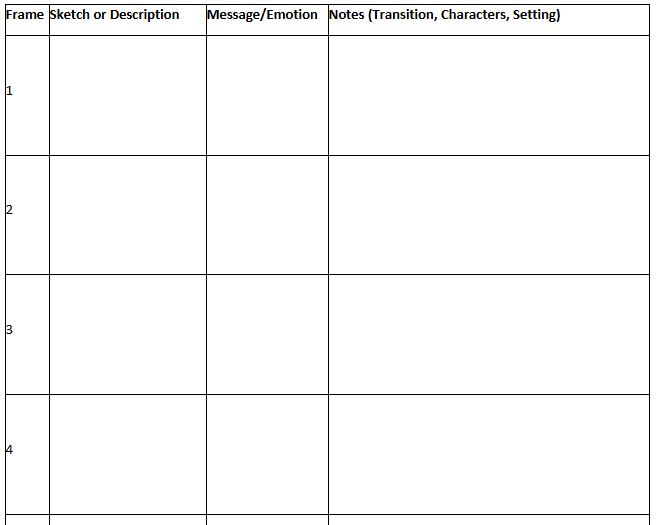 Frame Sketch or Description Message/Emotion Notes (Transition, Characters, Setting)
1
2
3
4